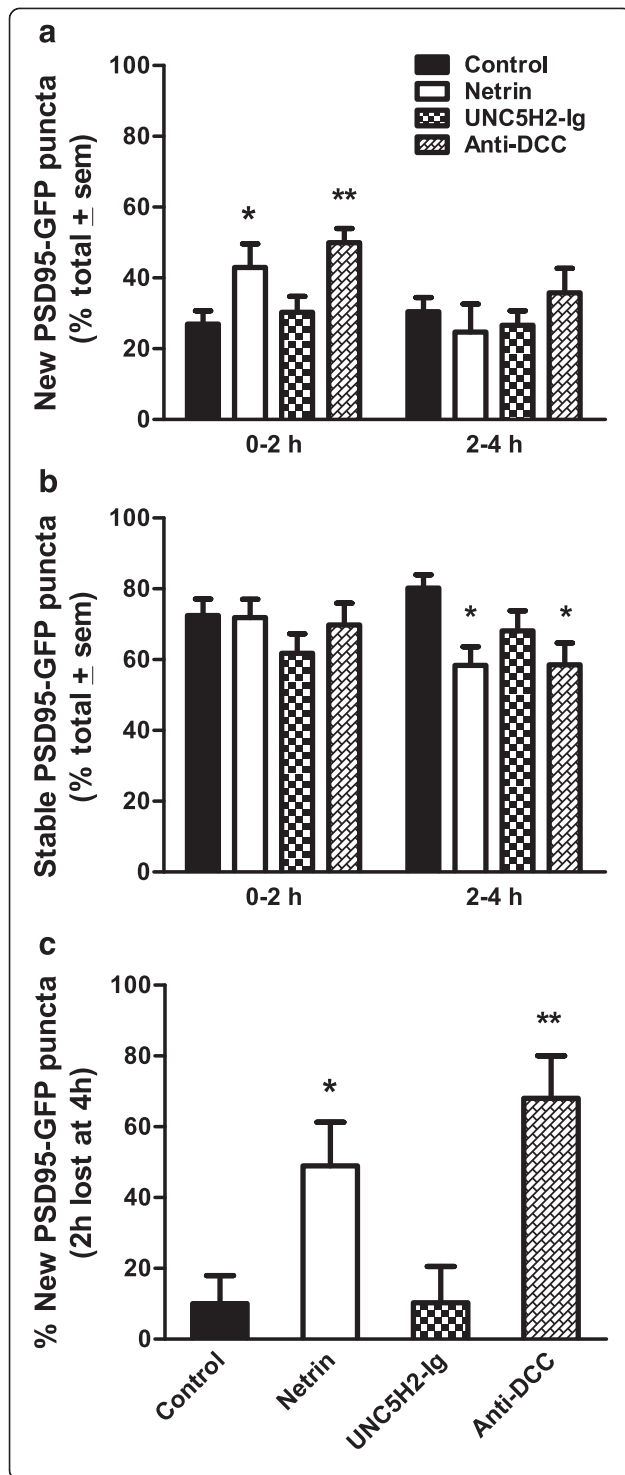 a
New PSD95-GFP puncta
(% total ± sem)
100
80
60
40
20
0
Control
Netrin
UNC5H2-Ig
Anti-DCC
*
**
0-2 h
2-4 h
b
Stable PSD95-GFP puncta
(% total ± sem)
100
80
60
40
20
0
*
*
0-2 h
2-4 h
c
% New PSD95-GFP puncta
(2h lost at 4h)
100
80
60
40
20
0
*
**
Control
Netrin
UNC5H2-Ig
Anti-DCC